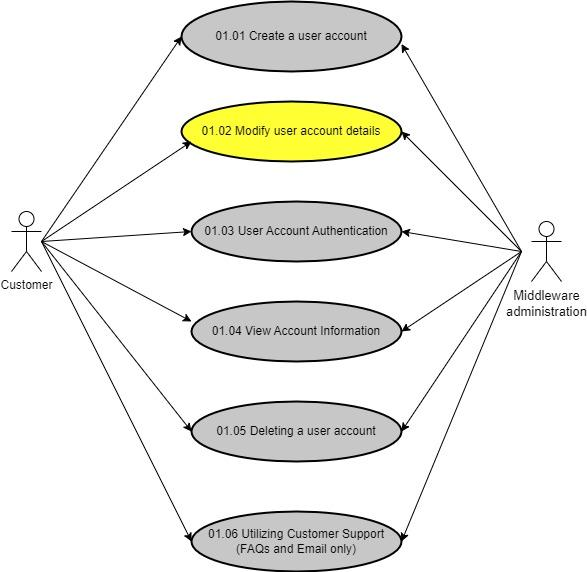 01.01 Create a user account
01.02 Modify user account details
01.03 User Account Authentication
Customer
Middleware
administration
01.04 View Account Information
01.05 Deleting a user account
01.06 Utilizing Customer Support
(FAQs and Email only)